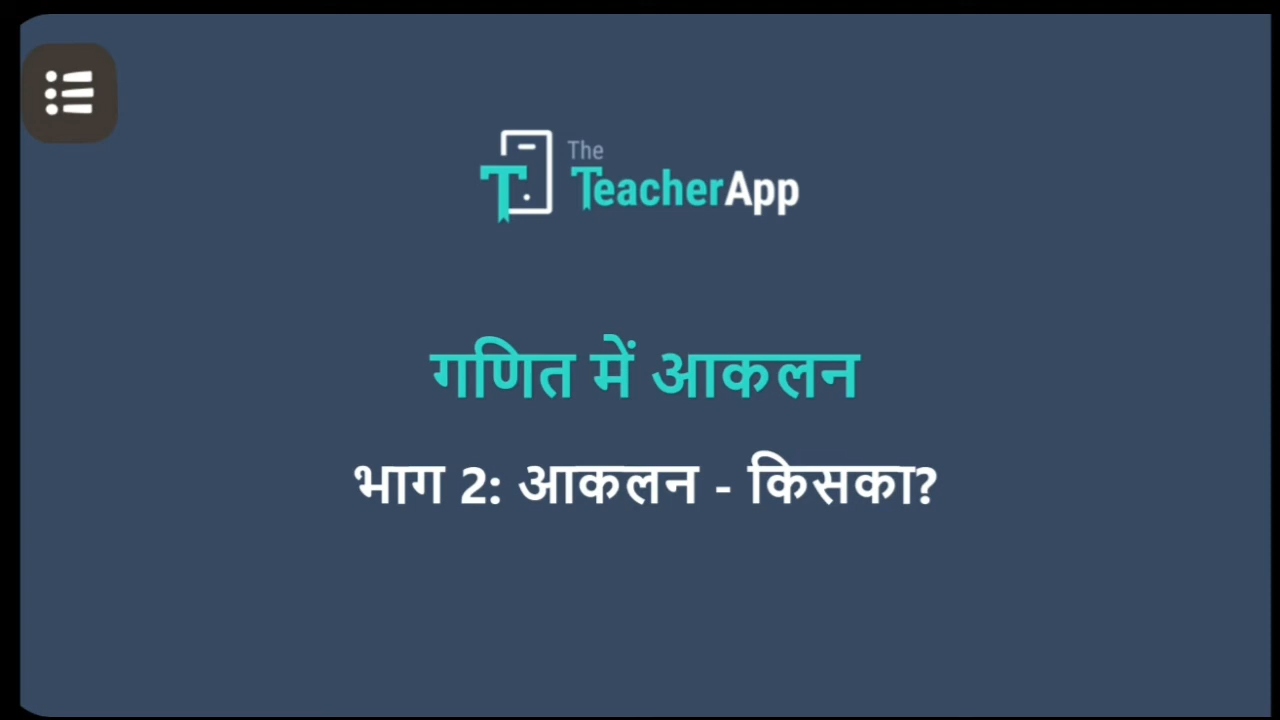 The
TeacherApp
गणित में आकलन
भाग 2: आकलन - किसका?